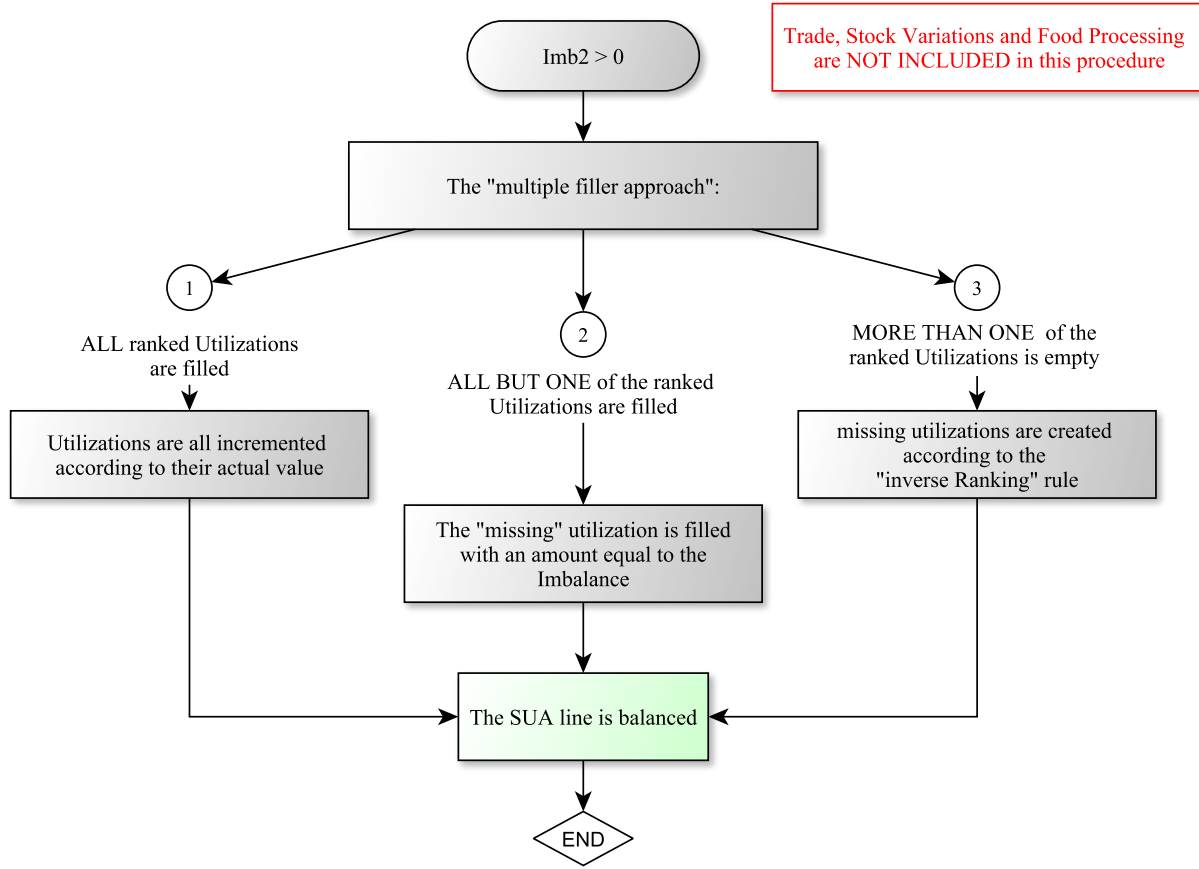 Imb2 > 0
Trade, Stock Variations and Food Processing
are NOT INCLUDED in this procedure
The "multiple filler approach":
1
ALL ranked Utilizations
are filled
Utilizations are all incremented
according to their actual value
2
ALL BUT ONE of the ranked
Utilizations are filled
The "missing" utilization is filled
with an amount equal to the
Imbalance
3
MORE THAN ONE  of the
ranked Utilizations is empty
missing utilizations are created
according to the
"inverse Ranking" rule
The SUA line is balanced
END